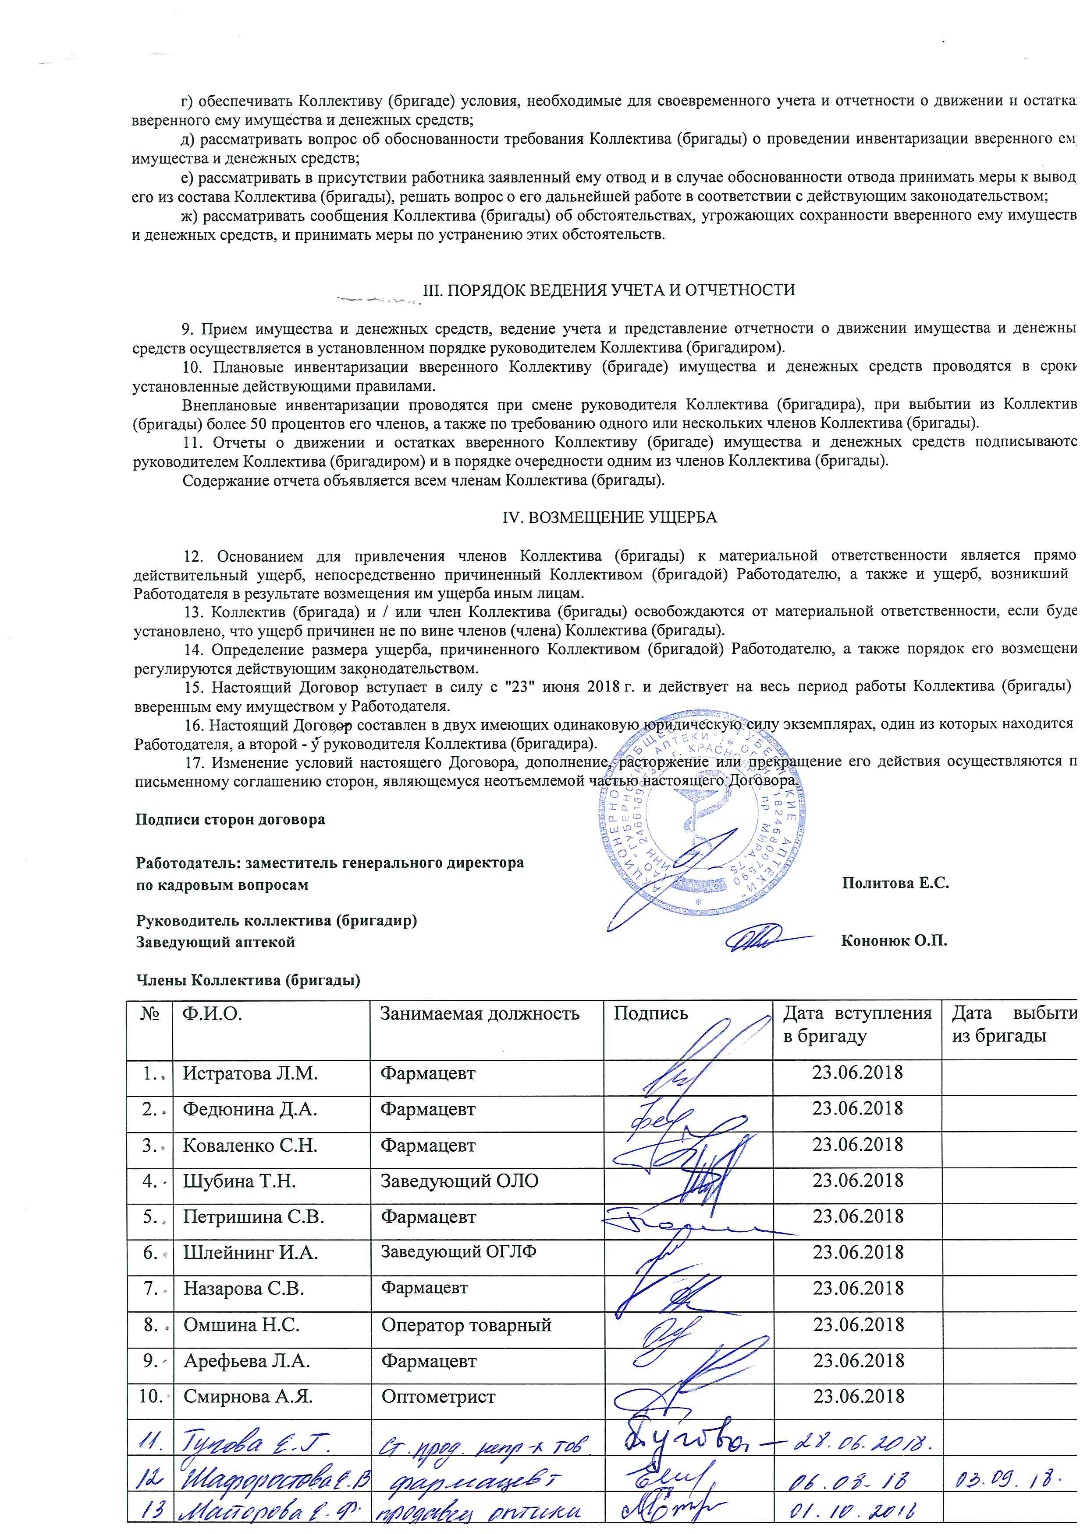 г) обеспечивать Коллективу (бригаде) условия, необходимые для своевременного учета и отчетности о движении и остатка
вверенного ему имущества и денежных средств;
д) рассматривать вопрос об обоснованности требования Коллектива (бригады) о проведении инвентаризации вверенного ем
имущества и денежных средств;
е) рассматривать в присутствии работника заявленный ему отвод и в случае обоснованности отвода принимать меры к вывод
его из состава Коллектива (бригады), решать вопрос о его дальнейшей работе в соответствии с действующим законодательством;
ж) рассматривать сообщения Коллектива (бригады) об обстоятельствах, угрожающих сохранности вверенного ему имуществ
и денежных средств, и принимать меры по устранению этих обстоятельств.
III. ПОРЯДОК ВЕДЕНИЯ УЧЕТА И ОТЧЕТНОСТИ
9. Прием имущества и денежных средств, ведение учета и представление отчетности о движении имущества и денежны
средств осуществляется в установленном порядке руководителем Коллектива (бригадиром).
10. Плановые инвентаризации вверенного Коллективу (бригаде) имущества и денежных средств проводятся в сроки
установленные действующими правилами.
Внеплановые инвентаризации проводятся при смене руководителя Коллектива (бригадира), при выбытии из Коллектив
(бригады) более 50 процентов его членов, а также по требованию одного или нескольких членов Коллектива (бригады).
11. Отчеты о движении и остатках вверенного Коллективу (бригаде) имущества и денежных средств подписываютс
руководителем Коллектива (бригадиром) и в порядке очередности одним из членов Коллектива (бригады).
Содержание отчета объявляется всем членам Коллектива (бригады).
IV. ВОЗМЕЩЕНИЕ УЩЕРБА
12. Основанием для привлечения членов Коллектива (бригады) к материальной ответственности является прямо
действительный ущерб, непосредственно причиненный Коллективом (бригадой) Работодателю, а также и ущерб, возникший
Работодателя в результате возмещения им ущерба иным лицам.
13. Коллектив (бригада) и / или член Коллектива (бригады) освобождаются от материальной ответственности, если буде
установлено, что ущерб причинен не по вине членов (члена) Коллектива (бригады).
14. Определение размера ущерба, причиненного Коллективом (бригадой) Работодателю, а также порядок его возмещени
регулируются действующим законодательством.
15. Настоящий Договор вступает в силу с "23" июня 2018 г. и действует на весь период работы Коллектива (бригады)
вверенным ему имуществом у Работодателя.
16. Настоящий Договор составлен в двух имеющих одинаковую юридическую силу экземплярах, один из которых находится
Работодателя, а второй - у руководителя Коллектива (бригадира).
17. Изменение условий настоящего Договора, дополнение, расторжение или прекращение его действия осуществляются п
письменному соглашению сторон, являющемуся неотъемлемой частью настоящего Договора.
Подписи сторон договора
Работодатель: заместитель генерального директора
по кадровым вопросам Политова Е.С.
Руководитель коллектива (бригадир)
Заведующий аптекой Кононюк О.П.
Члены Коллектива (бригады)
№ Ф.И.О. Занимаемая должность Подпись Дата вступления Дата выбыти
в бригаду из бригады
1. Истратова Л.М. Фармацевт 23.06.2018
2. Федюнина Д.А. Фармацевт 23.06.2018
3. Коваленко С.Н. Фармацевт 23.06.2018
4. Шубина Т.Н. Заведующий ОЛО 23.06.2018
5. Петришина С.В. Фармацевт 23.06.2018
6. Шлейнинг И.А. Заведующий ОГЛФ 23.06.2018
7. Назарова С.В. Фармацевт 23.06.2018
8. Омшина Н.С. Оператор товарный 23.06.2018
9. Арефьева Л.А. Фармацевт 23.06.2018
10. Смирнова А.Я. Оптометрист 23.06.2018
11. Ст. прод. непр-х тов. 28.06.2018.
12 Шафоростова Е.В фармацевт 06.08.18 03.09.18.
13 Майорова Е.Ф. продавец оптики 01.10.2018